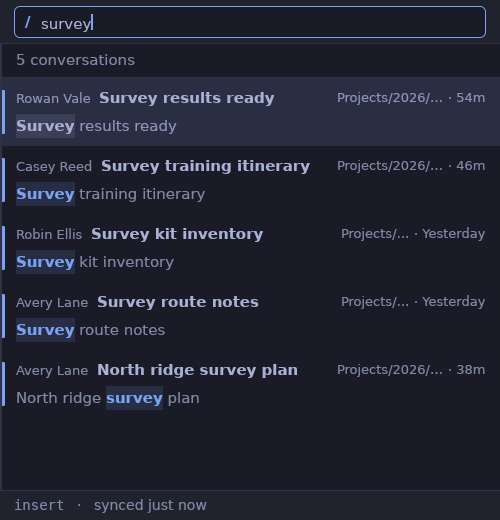 / survey
5 conversations
Rowan Vale Survey results ready Projects/2026/... · 54m
Survey results ready
Casey Reed Survey training itinerary Projects/2026/... · 46m
Survey training itinerary
Robin Ellis Survey kit inventory Projects/... · Yesterday
Survey kit inventory
Avery Lane Survey route notes Projects/... · Yesterday
Survey route notes
Avery Lane North ridge survey plan Projects/2026/... · 38m
North ridge survey plan
insert · synced just now